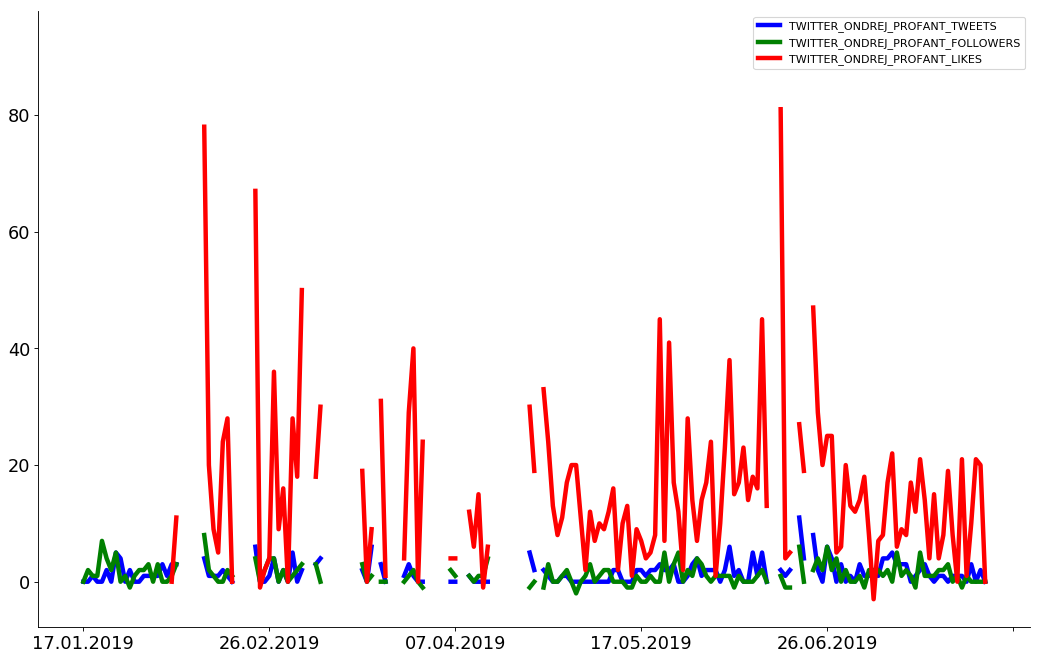 TWITTER_ONDREJ_PROFANT_TWEETS
TWITTER_ONDREJ_PROFANT_FOLLOWERS
TWITTER_ONDREJ_PROFANT_LIKES
80
60
40
20
0
17.01.2019 26.02.2019 07.04.2019 17.05.2019 26.06.2019